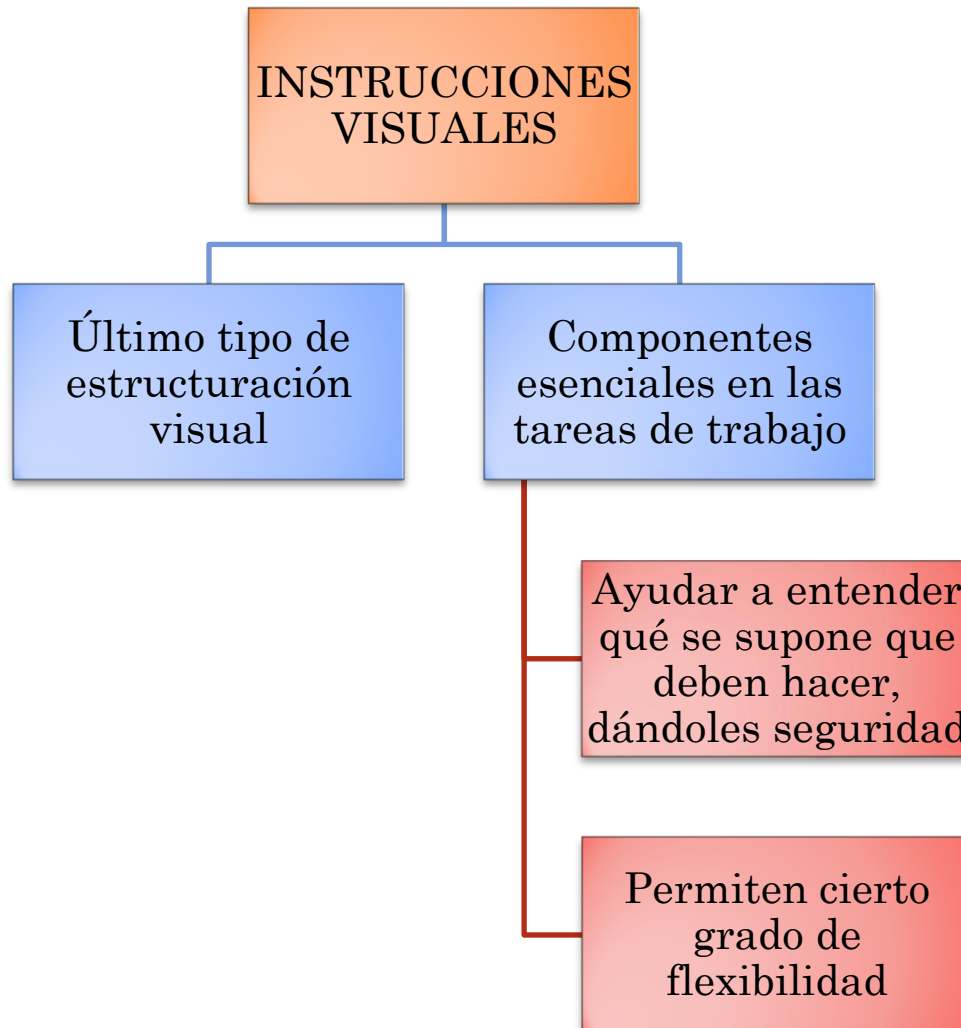 INSTRUCCIONES
VISUALES
Último tipo de
estructuración
visual
Componentes
esenciales en las
tareas de trabajo
Ayudar a entender
qué se supone que
deben hacer,
dándoles seguridad
Permiten cierto
grado de
flexibilidad